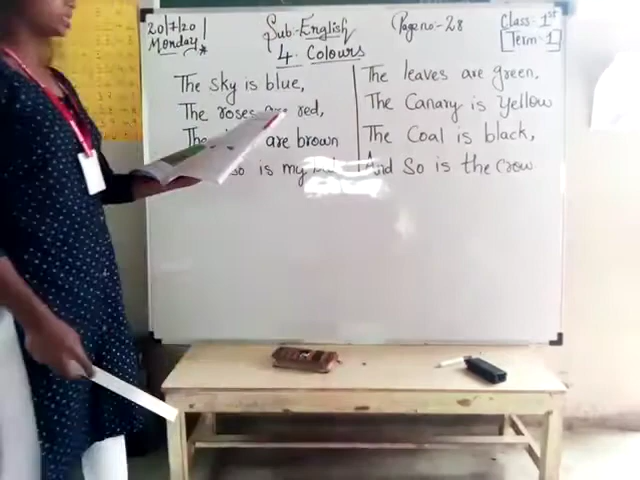 20/7/20
Monday
Sub:- English
Page no:- 28
Class:- 1st
Term-1
4. Colours
The Sky is blue,
The roses are red,
The are brown
so is my
The leaves are green,
The Canary is Yellow
The Coal is black,
And So is the Crow